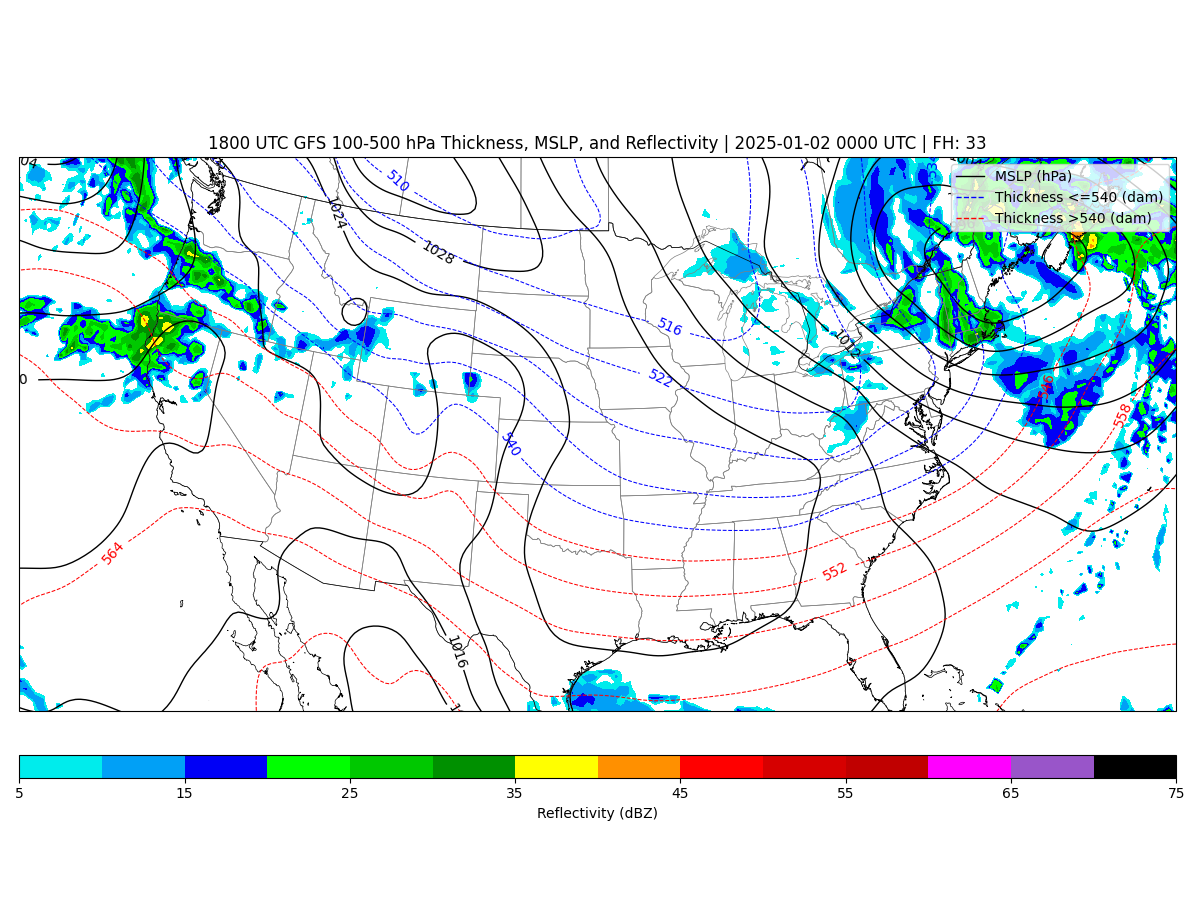 1800 UTC GFS 100-500 hPa Thickness, MSLP, and Reflectivity | 2025-01-02 0000 UTC | FH: 33
MSLP (hPa)
Thickness <=540 (dam)
Thickness >540 (dam)
510
1024
1028
516
1012
522
540
546
558
564
552
1016
5 15 25 35 45 55 65 75
Reflectivity (dBZ)